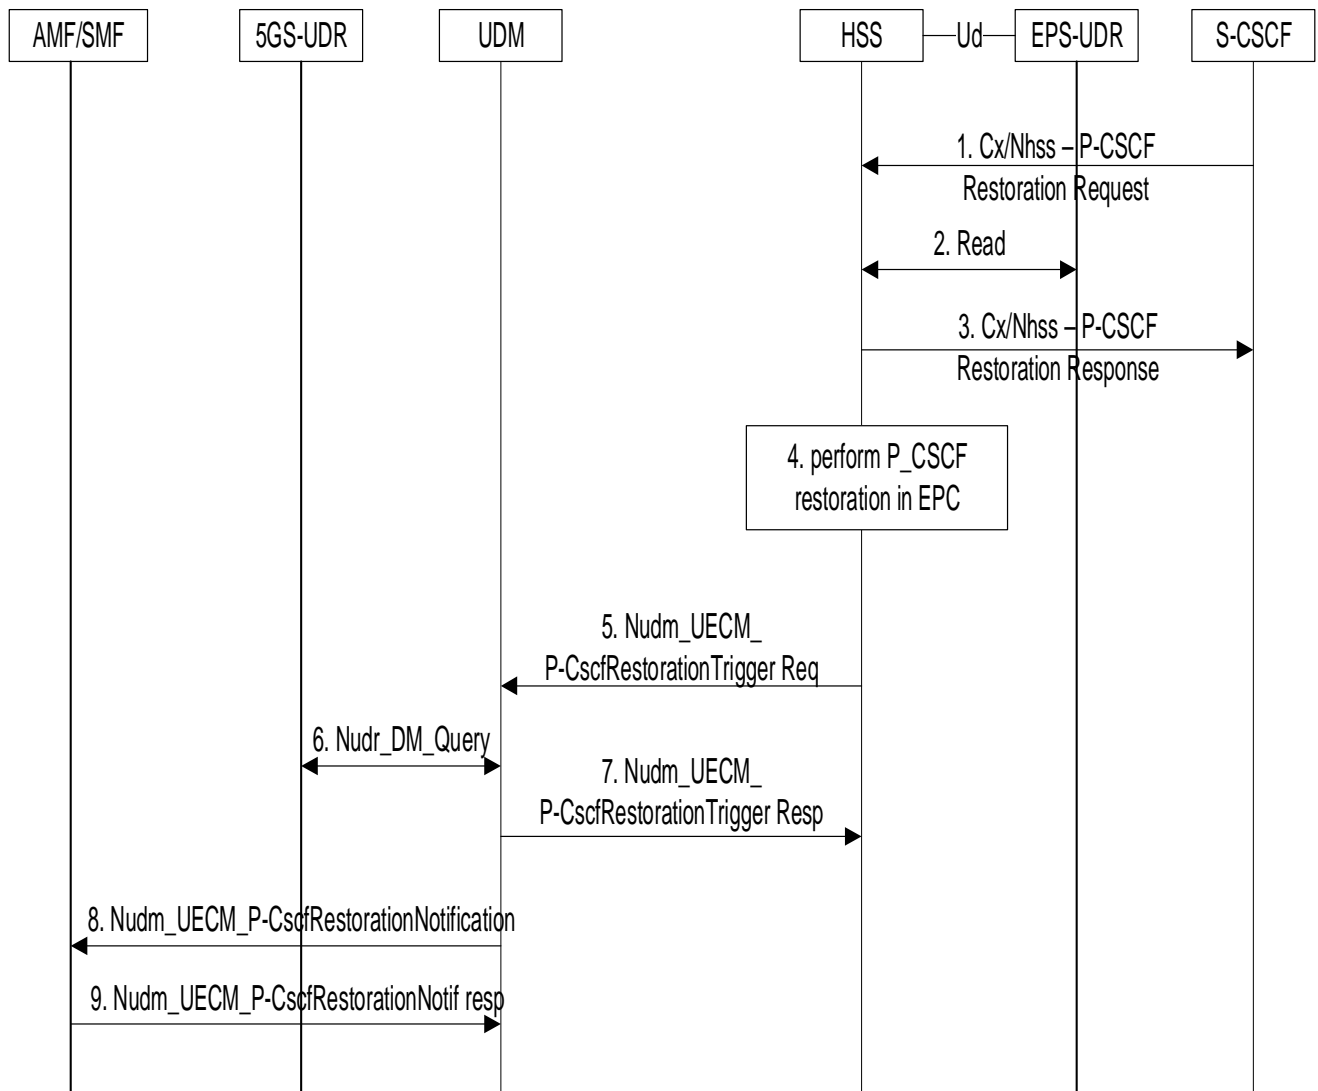 AMF/SMF
5GS-UDR
UDM
HSS
Ud
EPS-UDR
S-CSCF
1. Cx/Nhss – P-CSCF
Restoration Request
2. Read
3. Cx/Nhss – P-CSCF
Restoration Response
4. perform P_CSCF
restoration in EPC
5. Nudm_UECM_
P-CscfRestorationTrigger Req
6. Nudr_DM_Query
7. Nudm_UECM_
P-CscfRestorationTrigger Resp
8. Nudm_UECM_P-CscfRestorationNotification
9. Nudm_UECM_P-CscfRestorationNotif resp